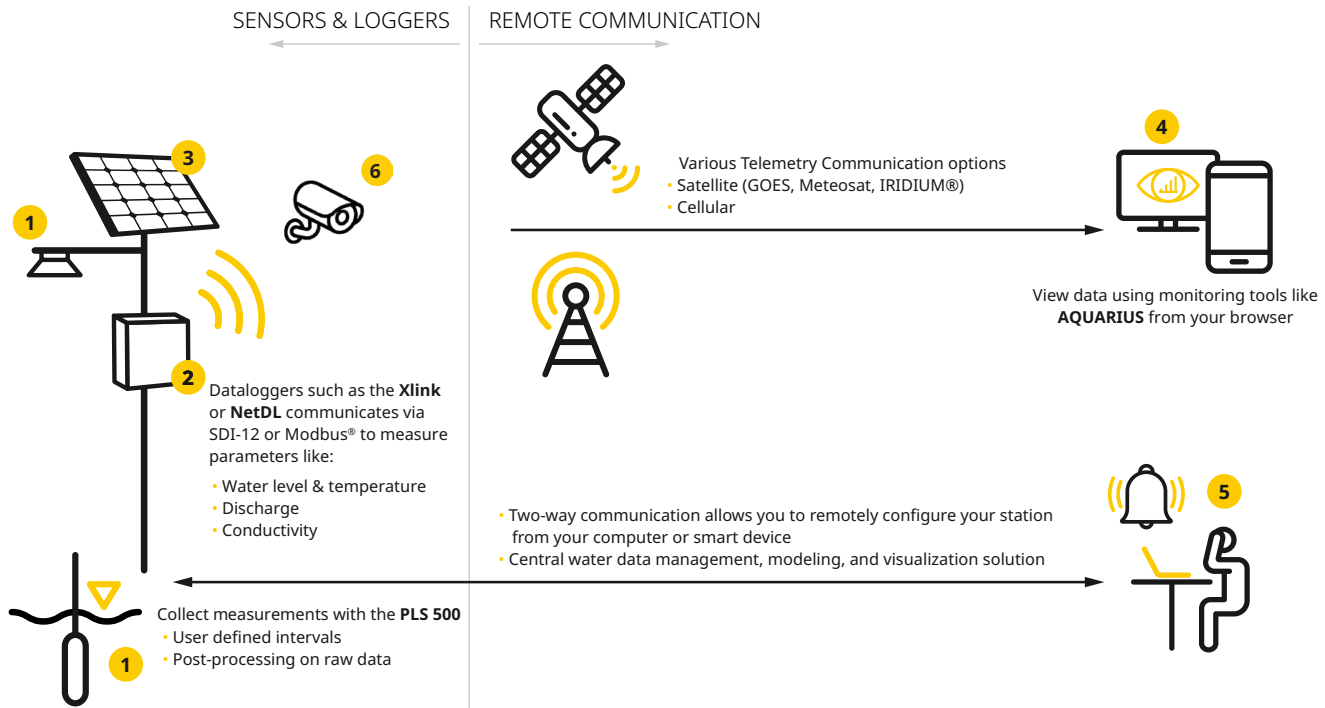 SENSORS & LOGGERS
REMOTE COMMUNICATION
3
6
1
4
Various Telemetry Communication options
• Satellite (GOES, Meteosat, IRIDIUM®)
• Cellular
View data using monitoring tools like
AQUARIUS from your browser
2
Dataloggers such as the Xlink
or NetDL communicates via
SDI-12 or Modbus® to measure
parameters like:
• Water level & temperature
• Discharge
• Conductivity
5
• Two-way communication allows you to remotely configure your station
from your computer or smart device
• Central water data management, modeling, and visualization solution
Collect measurements with the PLS 500
• User defined intervals
• Post-processing on raw data
1